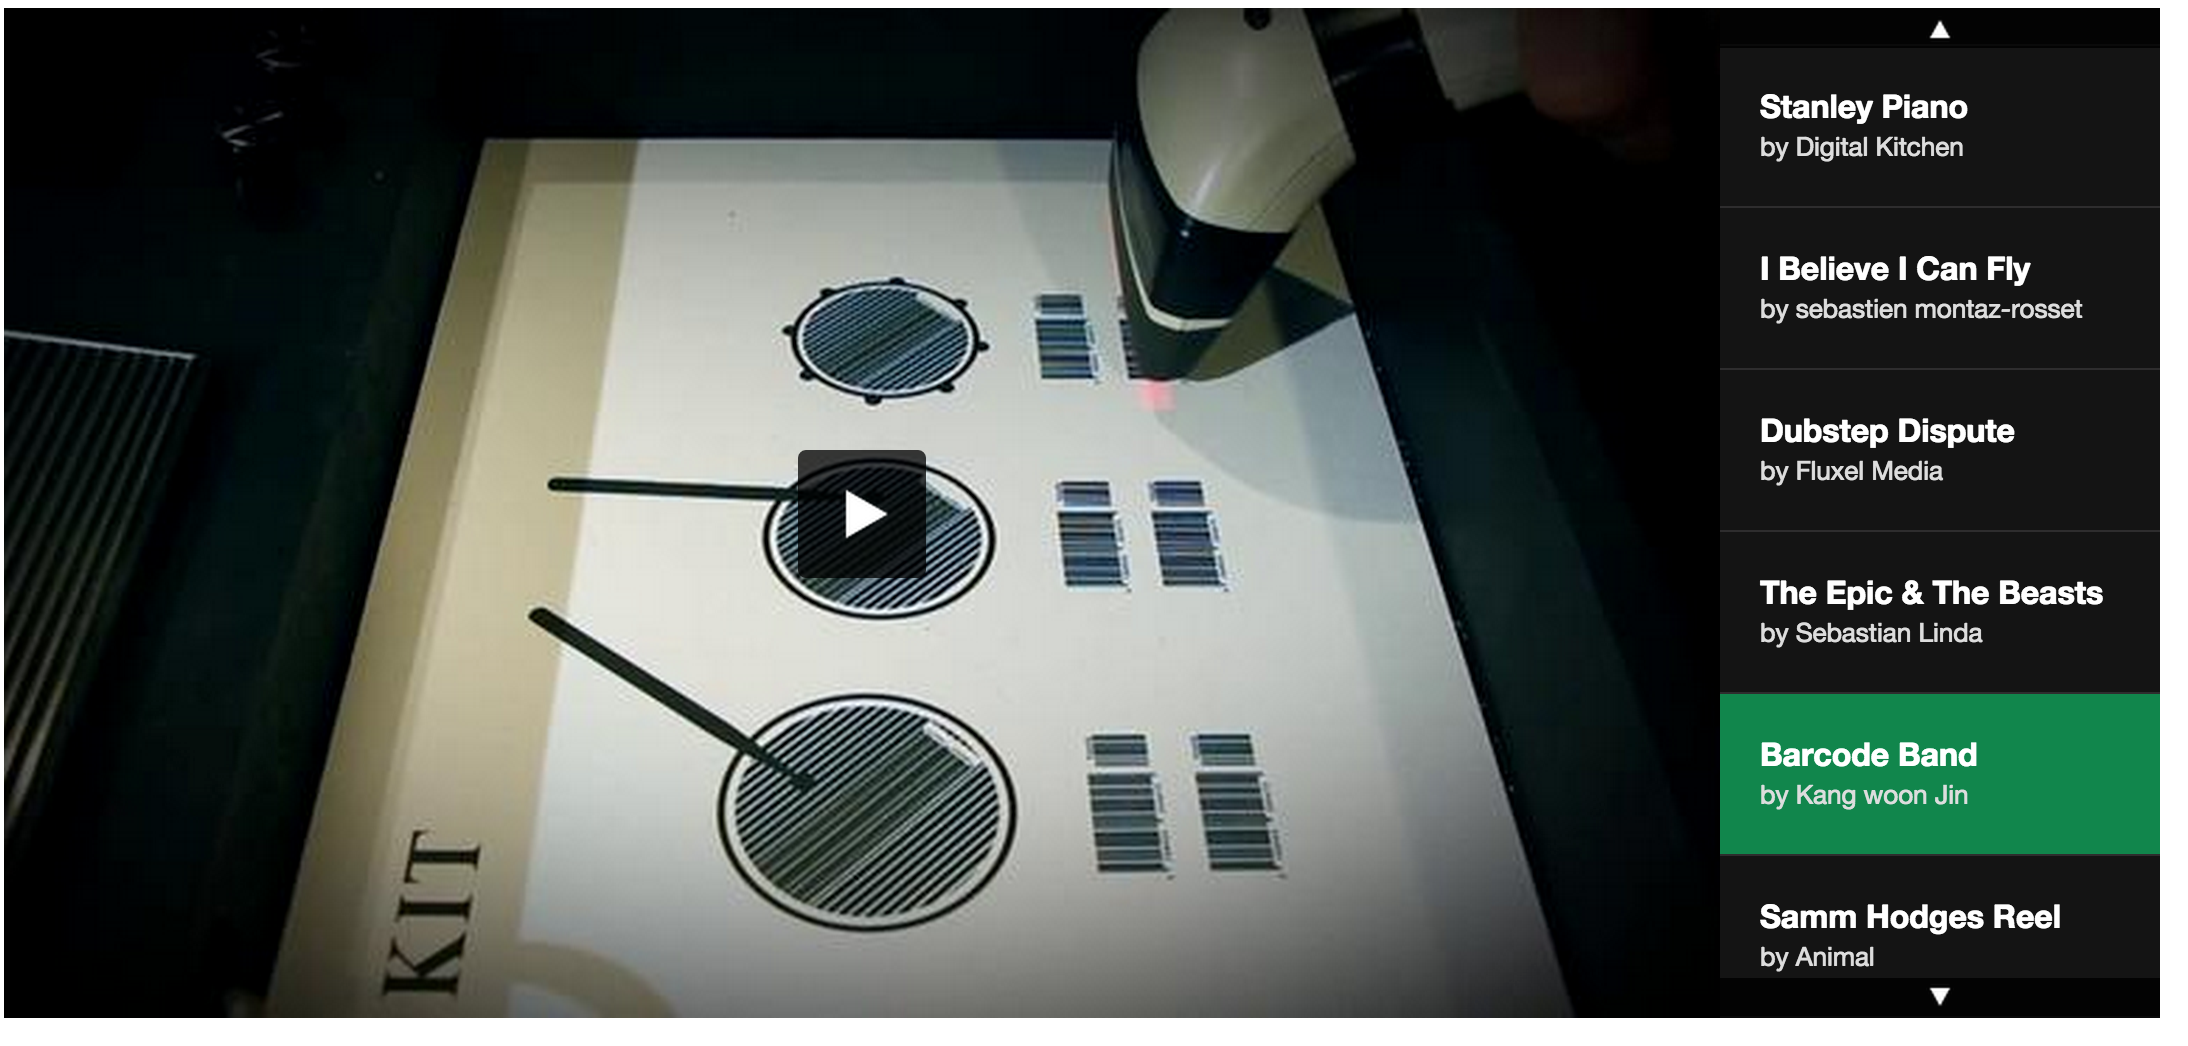 KIT
Stanley Piano
by Digital Kitchen
I Believe I Can Fly
by sebastien montaz-rosset
Dubstep Dispute
by Fluxel Media
The Epic & The Beasts
by Sebastian Linda
Barcode Band
by Kang woon Jin
Samm Hodges Reel
by Animal